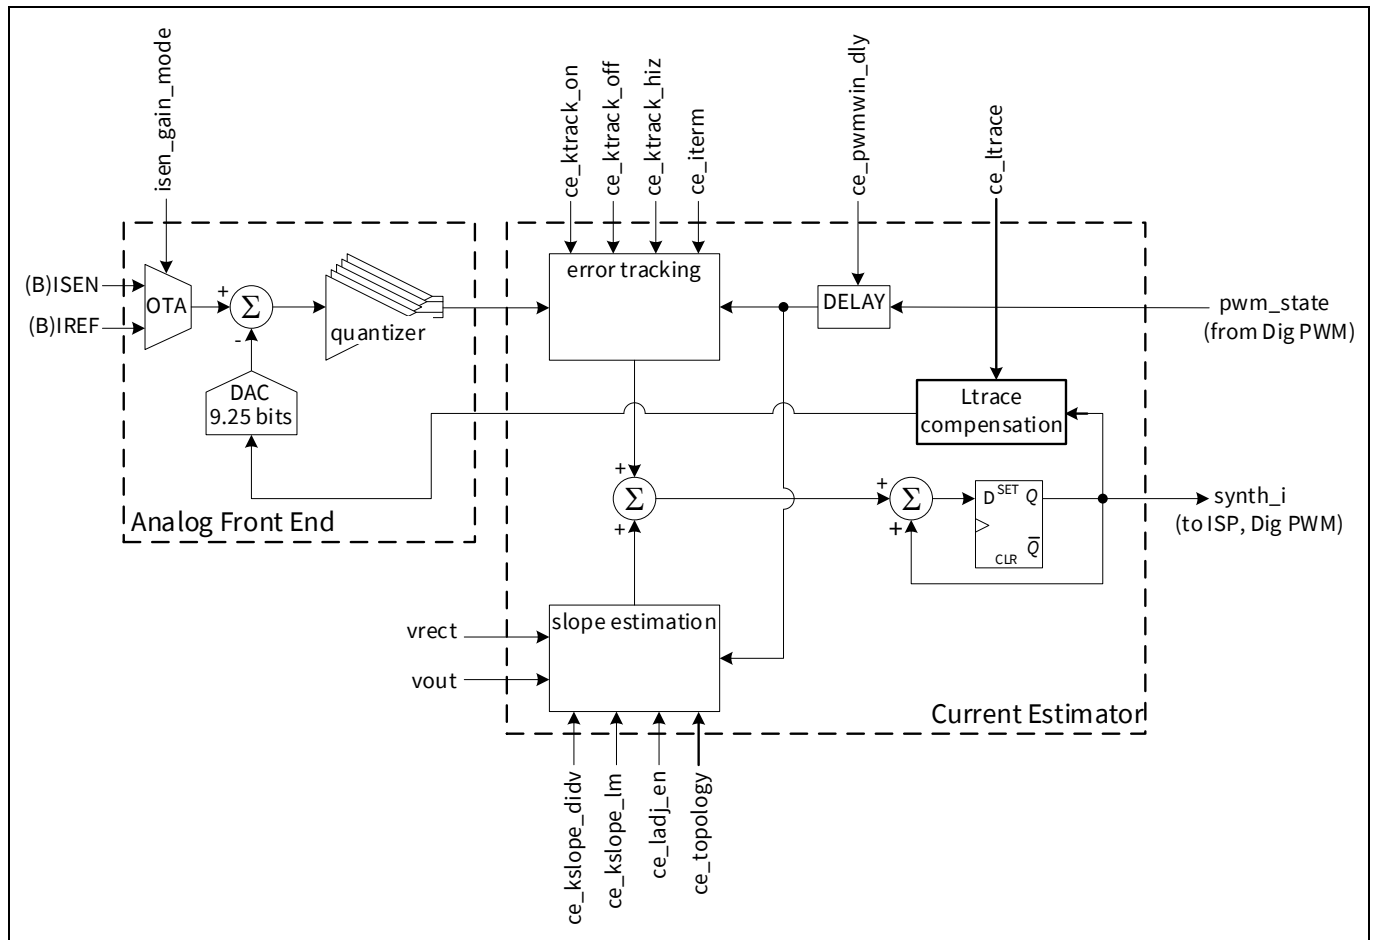 isen_gain_mode
ce_ktrack_on
ce_ktrack_off
ce_ktrack_hiz
ce_iterm
ce_pwmwin_dly
ce_ltrace
(B)ISEN
(B)IREF
OTA
+
Σ
-
quantizer
DAC
9.25 bits
Analog Front End
error tracking
DELAY
pwm_state
(from Dig PWM)
Ltrace
compensation
+
Σ
+
+
Σ
+
D SET Q
CLR Q̅
synth_i
(to ISP, Dig PWM)
vrect
vout
slope estimation
Current Estimator
ce_kslope_didv
ce_kslope_lm
ce_ladj_en
ce_topology